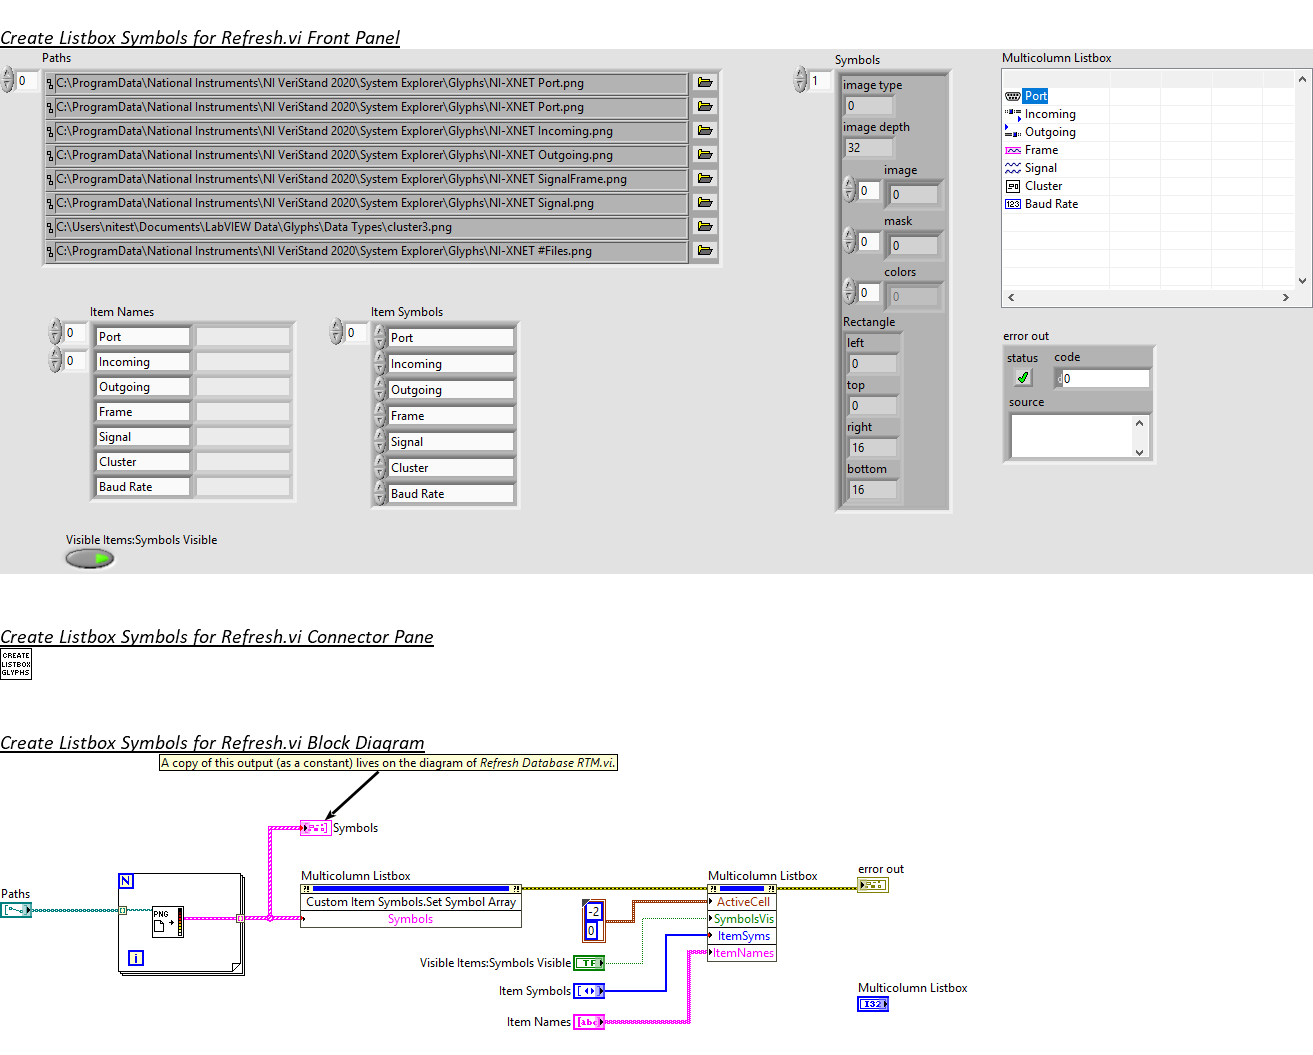 Create Listbox Symbols for Refresh.vi Front Panel
Paths
0
C:\ProgramData\National Instruments\NI VeriStand 2020\System Explorer\Glyphs\NI-XNET Port.png
C:\ProgramData\National Instruments\NI VeriStand 2020\System Explorer\Glyphs\NI-XNET Port.png
C:\ProgramData\National Instruments\NI VeriStand 2020\System Explorer\Glyphs\NI-XNET Incoming.png
C:\ProgramData\National Instruments\NI VeriStand 2020\System Explorer\Glyphs\NI-XNET Outgoing.png
C:\ProgramData\National Instruments\NI VeriStand 2020\System Explorer\Glyphs\NI-XNET SignalFrame.png
C:\ProgramData\National Instruments\NI VeriStand 2020\System Explorer\Glyphs\NI-XNET Signal.png
C:\Users\nitest\Documents\LabVIEW Data\Glyphs\Data Types\cluster3.png
C:\ProgramData\National Instruments\NI VeriStand 2020\System Explorer\Glyphs\NI-XNET #Files.png
Item Names
0
0
Port
Incoming
Outgoing
Frame
Signal
Cluster
Baud Rate
Item Symbols
0
Port
Incoming
Outgoing
Frame
Signal
Cluster
Baud Rate
Visible Items:Symbols Visible
Symbols
1
image type
0
image depth
32
image
0
0
mask
0
0
colors
0
0
Rectangle
left
0
top
0
right
16
bottom
16
Multicolumn Listbox
Port
Incoming
Outgoing
Frame
Signal
Cluster
123 Baud Rate
error out
status
code
d 0
source
Create Listbox Symbols for Refresh.vi Connector Pane
CREATE
LISTBOX
GLYPHS
Create Listbox Symbols for Refresh.vi Block Diagram
A copy of this output (as a constant) lives on the diagram of Refresh Database RTM.vi.
Symbols
Paths
N
PNG
i
Multicolumn Listbox
?! ?!
Custom Item Symbols.Set Symbol Array
Symbols
-2
0
Visible Items:Symbols Visible
TF
Item Symbols
Item Names
abc
Multicolumn Listbox
?! ?!
ActiveCell
SymbolsVis
ItemSyms
ItemNames
error out
Multicolumn Listbox
I32